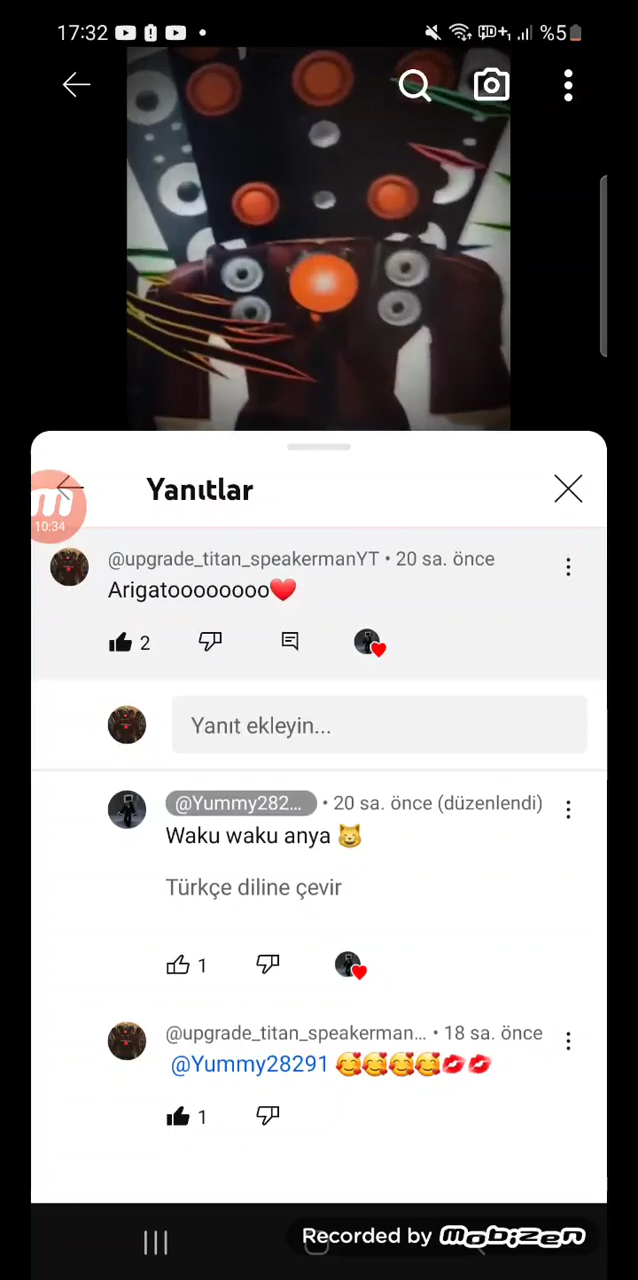 17:32 %5
Yanıtlar
10:34
@upgrade_titan_speakermanYT • 20 sa. önce
Arigatoooooooo❤️
2
Yanıt ekleyin...
@Yummy282... • 20 sa. önce (düzenlendi)
Waku waku anya 😸
Türkçe diline çevir
1
@upgrade_titan_speakerman... • 18 sa. önce
@Yummy28291 🥰🥰🥰🥰💋💋
1
Recorded by Mobizen